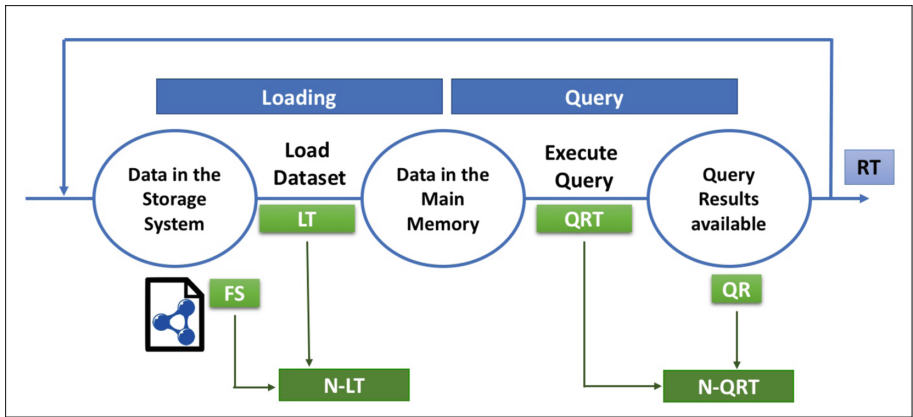 Loading
Query
Load
Dataset
Execute
Query
Data in the
Storage
System
Data in the
Main
Memory
Query
Results
available
RT
LT
QRT
FS
QR
N-LT
N-QRT